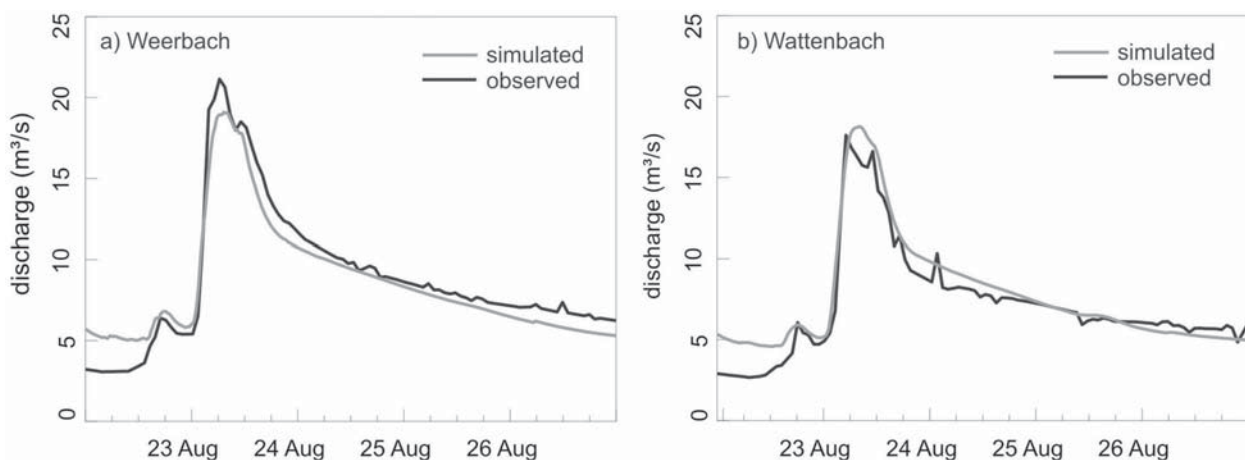 25
20
15
10
5
0
discharge (m³/s)
a) Weerbach
simulated
observed
23 Aug 24 Aug 25 Aug 26 Aug
25
20
15
10
5
0
discharge (m³/s)
b) Wattenbach
simulated
observed
23 Aug 24 Aug 25 Aug 26 Aug